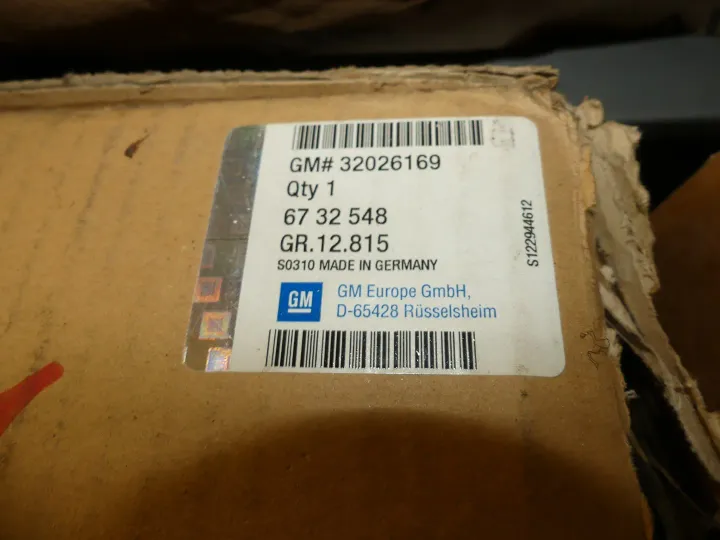 GM# 32026169
Qty 1
67 32 548
GR.12.815
S0310 MADE IN GERMANY
GM
GM Europe GmbH,
D-65428 Rüsselsheim
S122944612